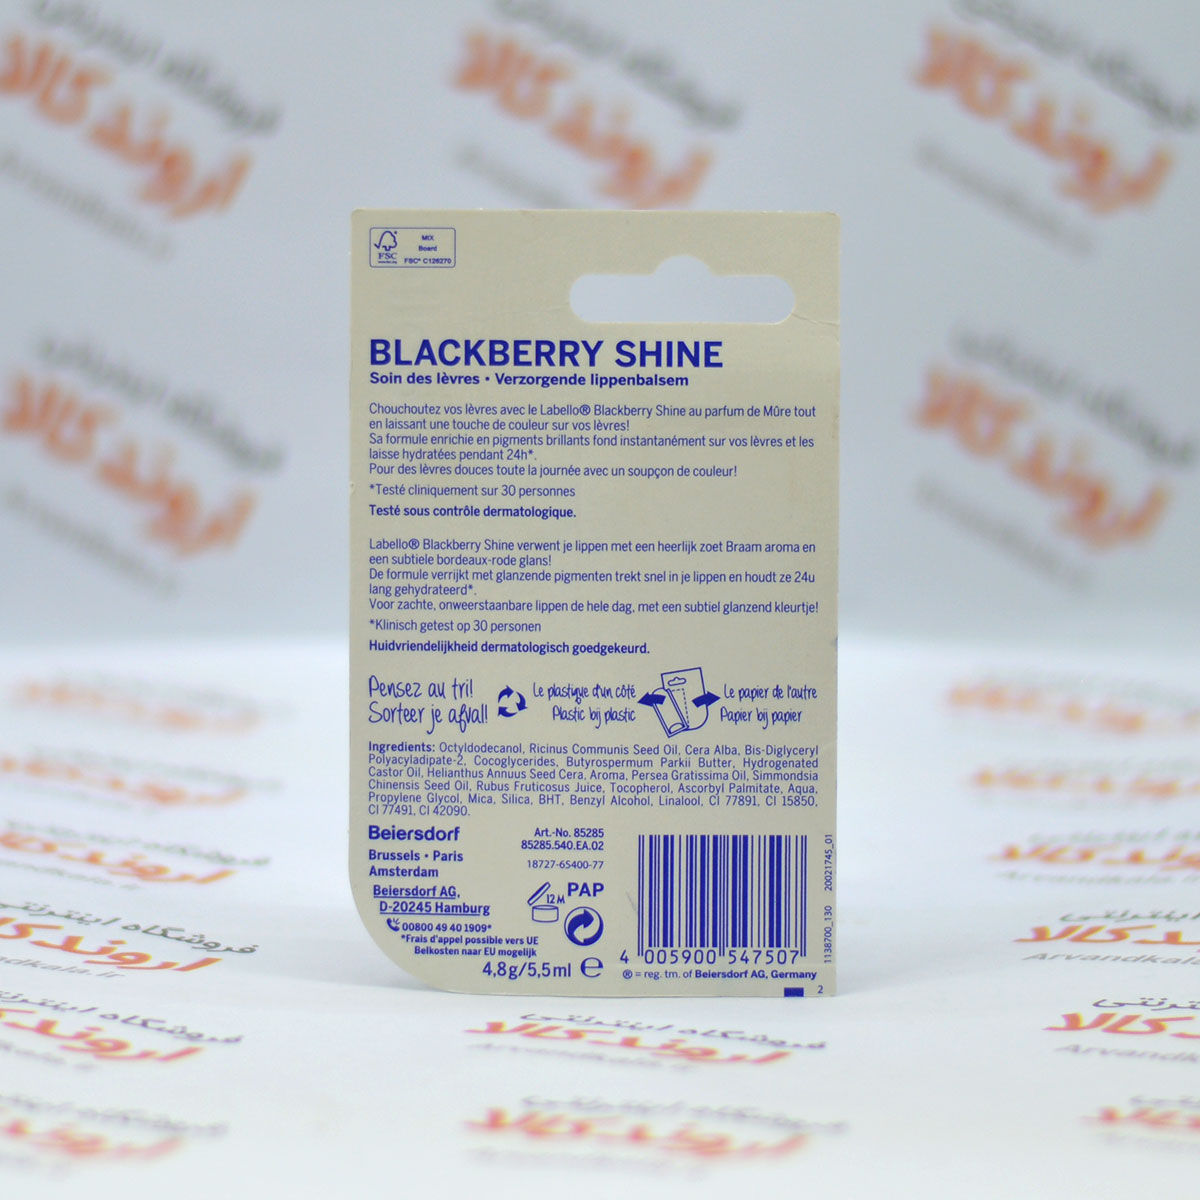 FSC
MIX
Board
FSC® C128270
BLACKBERRY SHINE
Soin des lèvres • Verzorgende lippenbalsem
Chouchoutez vos lèvres avec le Labello® Blackberry Shine au parfum de Mûre tout
en laissant une touche de couleur sur vos lèvres!
Sa formule enrichie en pigments brillants fond instantanément sur vos lèvres et les
laisse hydratées pendant 24h*.
Pour des lèvres douces toute la journée avec un soupçon de couleur!
*Testé cliniquement sur 30 personnes
Testé sous contrôle dermatologique.
Labello® Blackberry Shine verwent je lippen met een heerlijk zoet Braam aroma en
een subtiele bordeaux-rode glans!
De formule verrijkt met glanzende pigmenten trekt snel in je lippen en houdt ze 24u
lang gehydrateerd*.
Voor zachte, onweerstaanbare lippen de hele dag, met een subtiel glanzend kleurtje!
*Klinisch getest op 30 personen
Huidvriendelijkheid dermatologisch goedgekeurd.
Pensez au tri!
Sorteer je afval!
Le plastique d'un côté
Plastic bij plastic
Le papier de l'autre
Papier bij papier
Ingredients: Octyldodecanol, Ricinus Communis Seed Oil, Cera Alba, Bis-Diglyceryl
Polyacyladipate-2, Cocoglycerides, Butyrospermum Parkii Butter, Hydrogenated
Castor Oil, Helianthus Annuus Seed Cera, Aroma, Persea Gratissima Oil, Simmondsia
Chinensis Seed Oil, Rubus Fruticosus Juice, Tocopherol, Ascorbyl Palmitate, Aqua,
Propylene Glycol, Mica, Silica, BHT, Benzyl Alcohol, Linalool, CI 77891, CI 15850,
CI 77491, CI 42090.
Beiersdorf
Brussels • Paris
Amsterdam
Beiersdorf AG,
D-20245 Hamburg
00800 49 40 1909*
*Frais d'appel possible vers UE
Belkosten naar EU mogelijk
4,8g/5,5ml e
Art.-No. 85285
85285.540.EA.02
18727-65400-77
12 M
PAP
4 005900 547507
® = reg. tm. of Beiersdorf AG, Germany
1138700_130 20021745_01
2
فروشگاه اینترنتی
اروند کالا
Arvandkala.ir